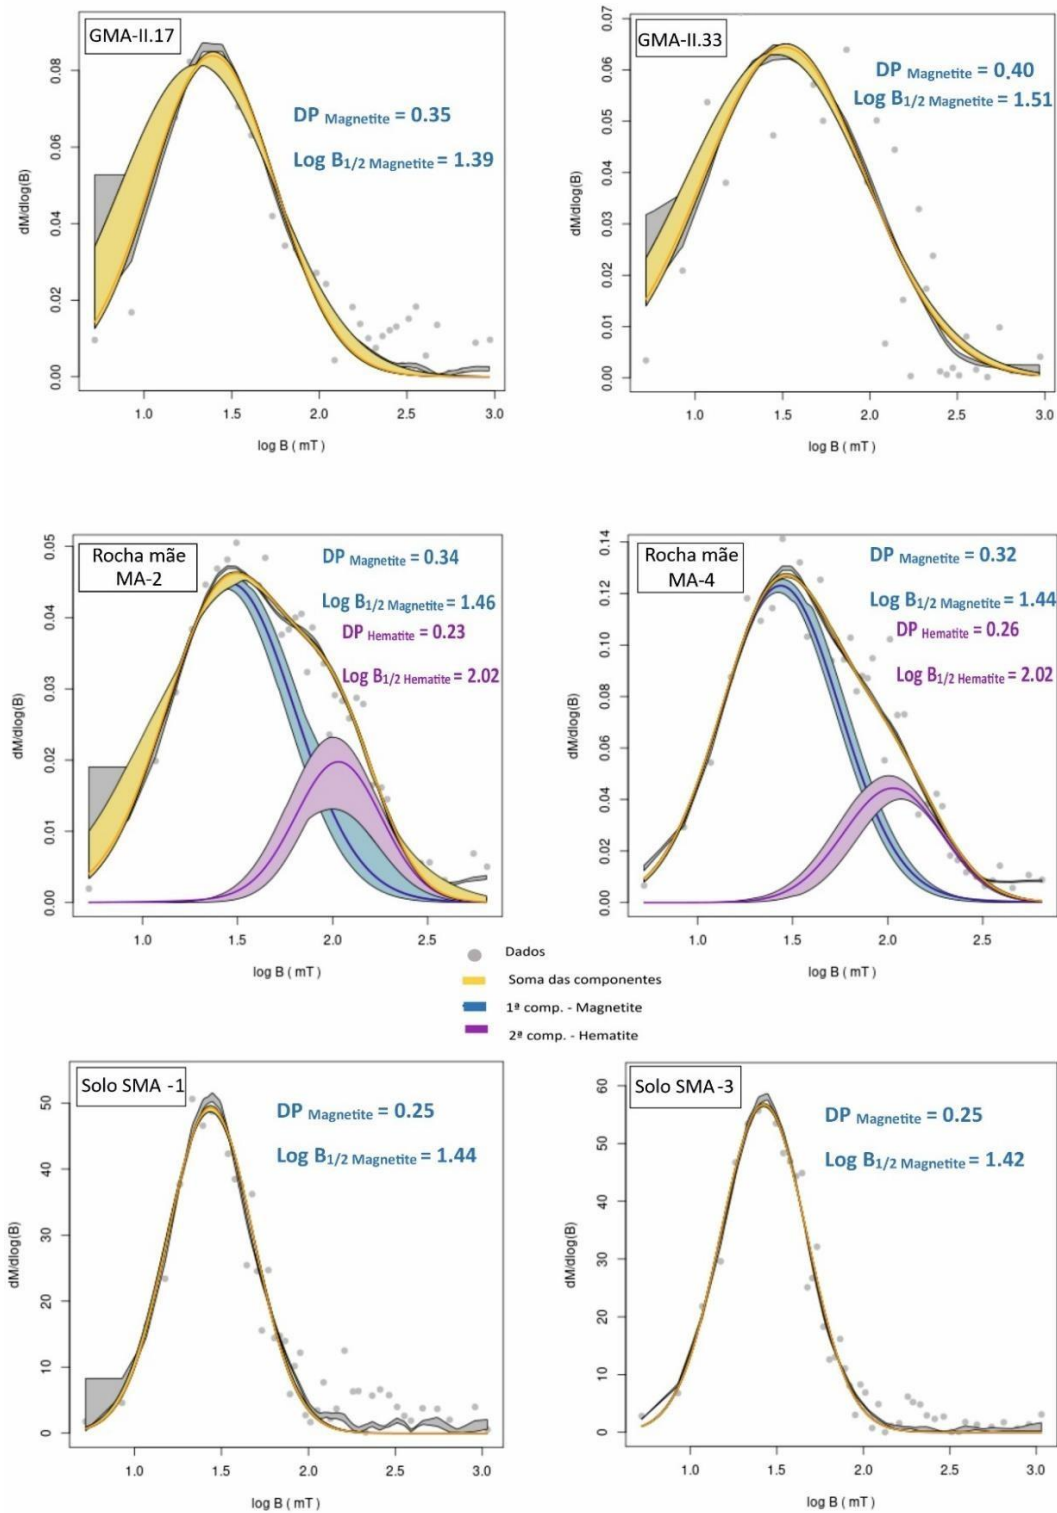 GMA-II.17
DP Magnetite = 0.35
Log B1/2 Magnetite = 1.39
dM/dlog(B)
0.00
0.02
0.04
0.06
0.08
1.0
1.5
2.0
2.5
3.0
log B ( mT )
GMA-II.33
DP Magnetite = 0.40
Log B1/2 Magnetite = 1.51
dM/dlog(B)
0.00
0.01
0.02
0.03
0.04
0.05
0.06
0.07
1.0
1.5
2.0
2.5
3.0
log B ( mT )
Rocha mãe
MA-2
DP Magnetite = 0.34
Log B1/2 Magnetite = 1.46
DP Hematite = 0.23
Log B1/2 Hematite = 2.02
dM/dlog(B)
0.00
0.01
0.02
0.03
0.04
0.05
1.0
1.5
2.0
2.5
log B ( mT )
Rocha mãe
MA-4
DP Magnetite = 0.32
Log B1/2 Magnetite = 1.44
DP Hematite = 0.26
Log B1/2 Hematite = 2.02
dM/dlog(B)
0.00
0.02
0.04
0.06
0.08
0.10
0.12
0.14
1.0
1.5
2.0
2.5
log B ( mT )
Dados
Soma das componentes
1ª comp. - Magnetite
2ª comp. - Hematite
Solo SMA -1
DP Magnetite = 0.25
Log B1/2 Magnetite = 1.44
dM/dlog(B)
0
10
20
30
40
50
1.0
1.5
2.0
2.5
3.0
log B ( mT )
Solo SMA -3
DP Magnetite = 0.25
Log B1/2 Magnetite = 1.42
dM/dlog(B)
0
10
20
30
40
50
60
1.0
1.5
2.0
2.5
3.0
log B ( mT )